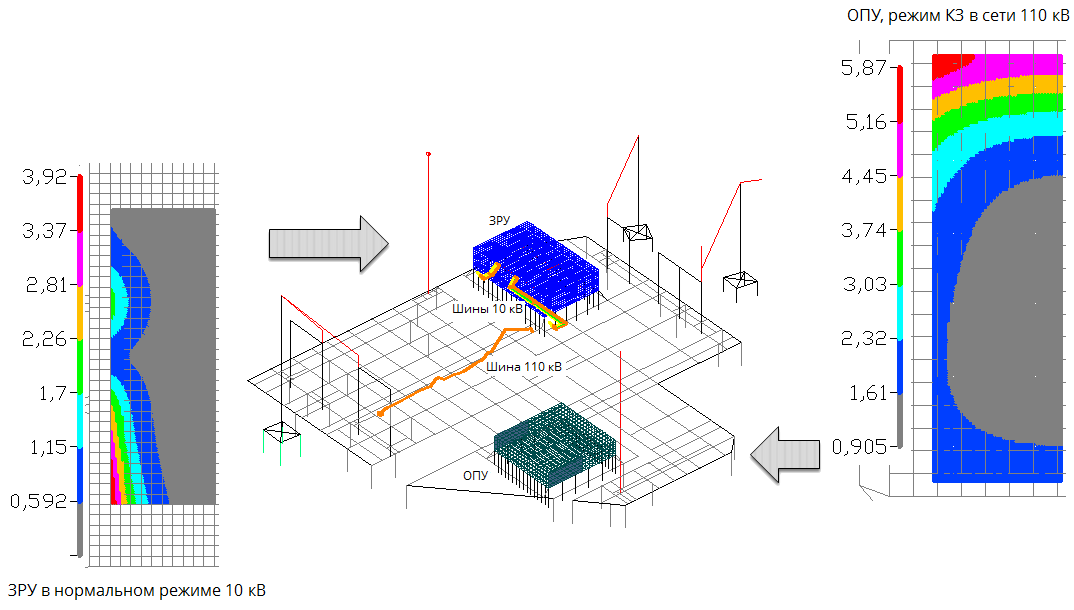 ОПУ, режим КЗ в сети 110 кВ
5,87
5,16
4,45
3,74
3,03
2,32
1,61
0,905
3,92
3,37
2,81
2,26
1,7
1,15
0,592
ЗРУ
Шины 10 кВ
Шина 110 кВ
ОПУ
ЗРУ в нормальном режиме 10 кВ